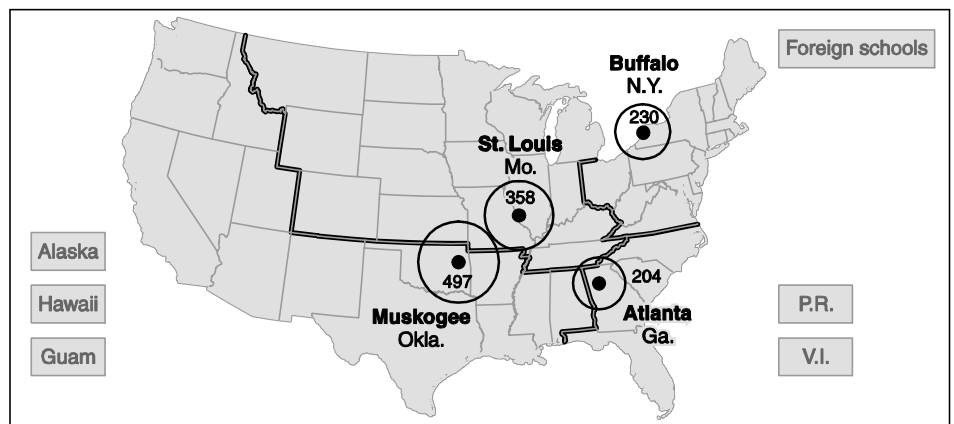 Foreign schools
Buffalo
N.Y.
230
St. Louis
Mo.
358
Alaska
497
204
Hawaii
P.R.
Muskogee
Okla.
Atlanta
Ga.
Guam
V.I.